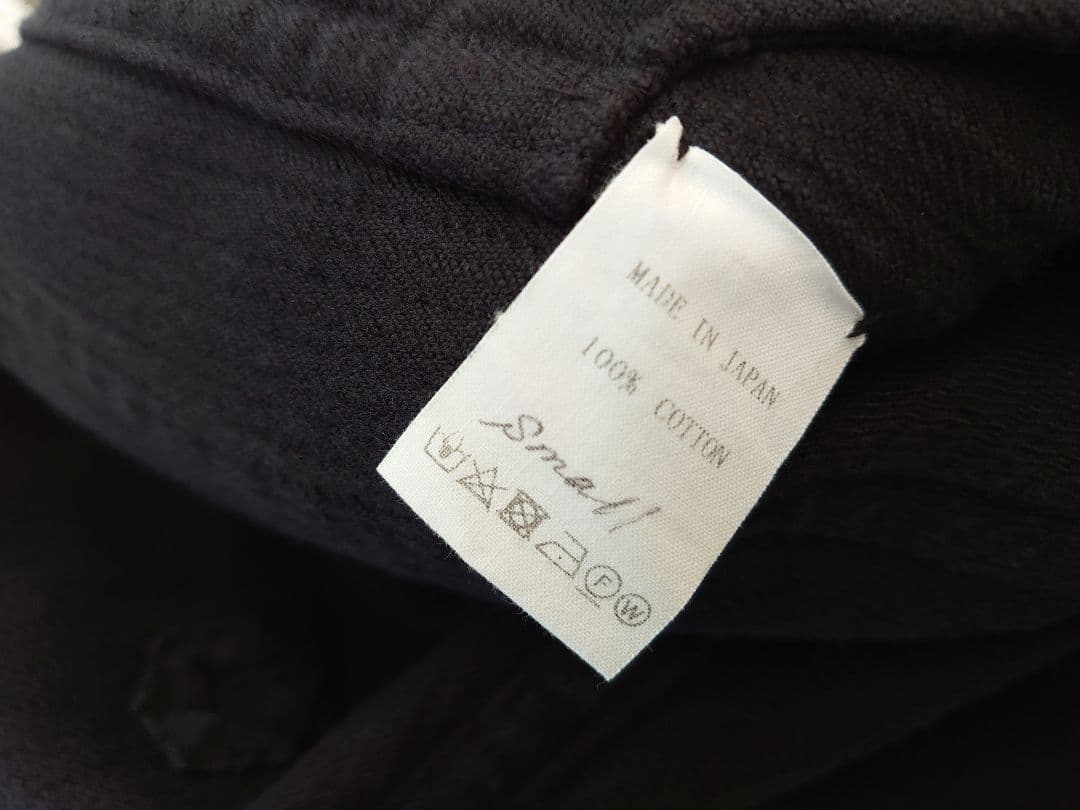 MADE IN JAPAN
100% COTTON
Small
F W